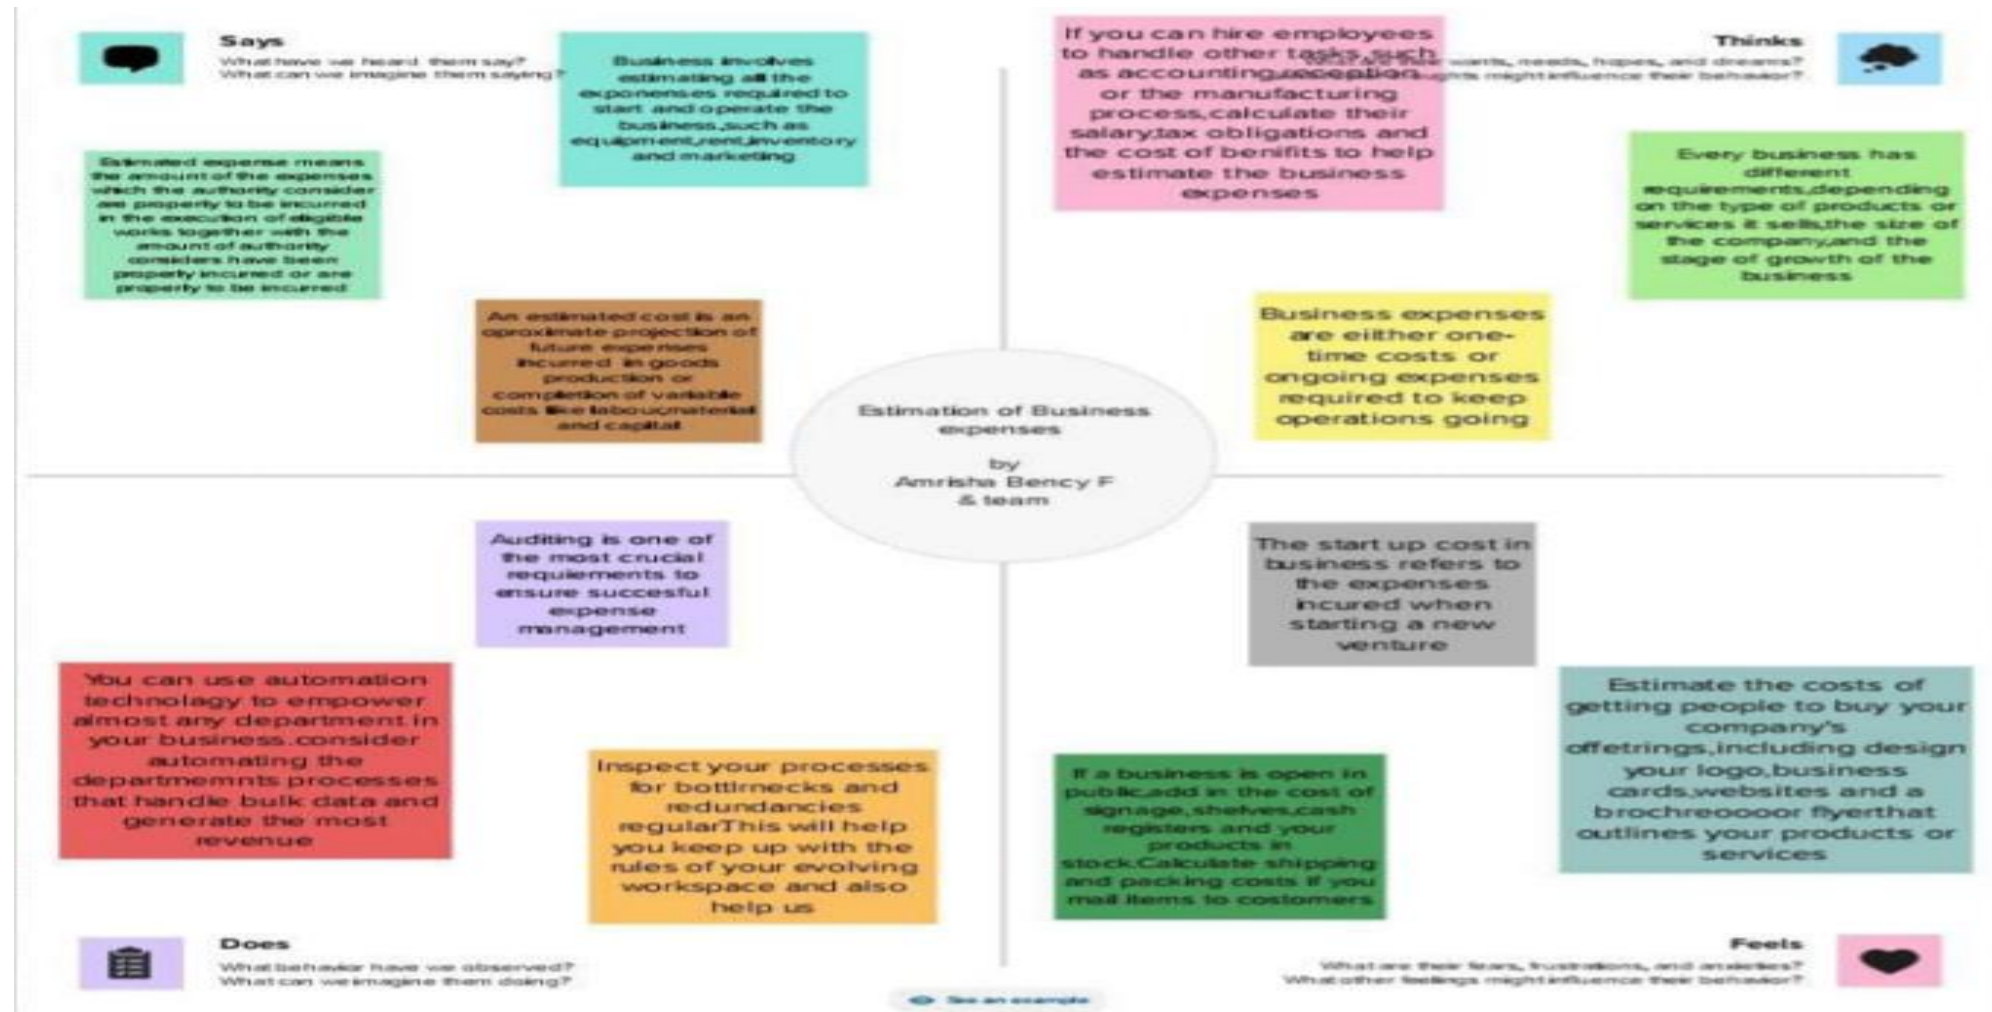 Says
What have we heard them say?
What can we imagine them saying?
Business involves
estimating all the
exponenses required to
start and operate the
business,such as
equipment,rent,inventory
and marketing
Estimated expense means
the amount of the expenses
which the authority consider
are property to be incurred
in the execution of eligible
works together with the
amount of authority
considers have been
property incurred or are
property to be incurred
An estimated cost is an
aproximate projection of
future expenses
incurred in goods
production or
completion of variable
costs like labour,material
and capital
If you can hire employees
to handle other tasks,such
as accounting,reception
or the manufacturing
process,calculate their
salary,tax obligations and
the cost of benifits to help
estimate the business
expenses
Thinks
wants, needs, hopes, and dreams?
might influence their behavior?
Every business has
different
requirements,depending
on the type of products or
services it sells,the size of
the company,and the
stage of growth of the
business
Business expenses
are eiither one-
time costs or
ongoing expenses
required to keep
operations going
Estimation of Business
expenses
by
Amrisha Bency F
& team
Auditing is one of
the most crucial
requiements to
ensure succesful
expense
management
You can use automation
technology to empower
almost any department in
your business.consider
automating the
departmemnts processes
that handle bulk data and
generate the most
revenue
Inspect your processes
for bottlrnecks and
redundancies
regularThis will help
you keep up with the
rules of your evolving
workspace and also
help us
The start up cost in
business refers to
the expenses
incured when
starting a new
venture
Estimate the costs of
getting people to buy your
company's
offetrings,including design
your logo,business
cards,websites and a
brochreoooor flyerthat
outlines your products or
services
If a business is open in
public,add in the cost of
signage,shelves,cash
registers and your
products in
stock.Calculate shipping
and packing costs if you
mail items to costomers
Does
What behavior have we observed?
What can we imagine them doing?
Feels
What are their fears, frustrations, and anxieties?
What other feelings might influence their behavior?
See an example